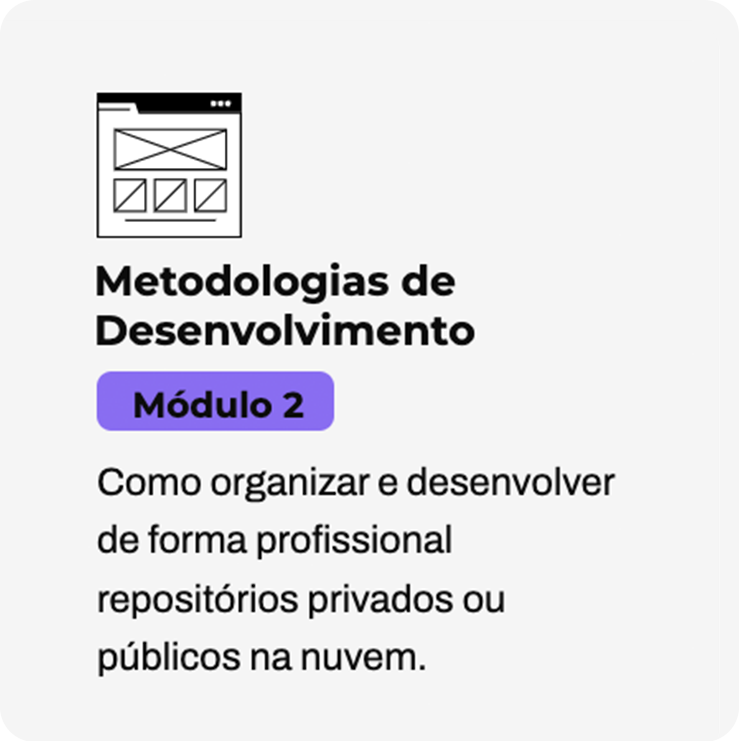 Metodologias de
Desenvolvimento
Módulo 2
Como organizar e desenvolver
de forma profissional
repositórios privados ou
públicos na nuvem.